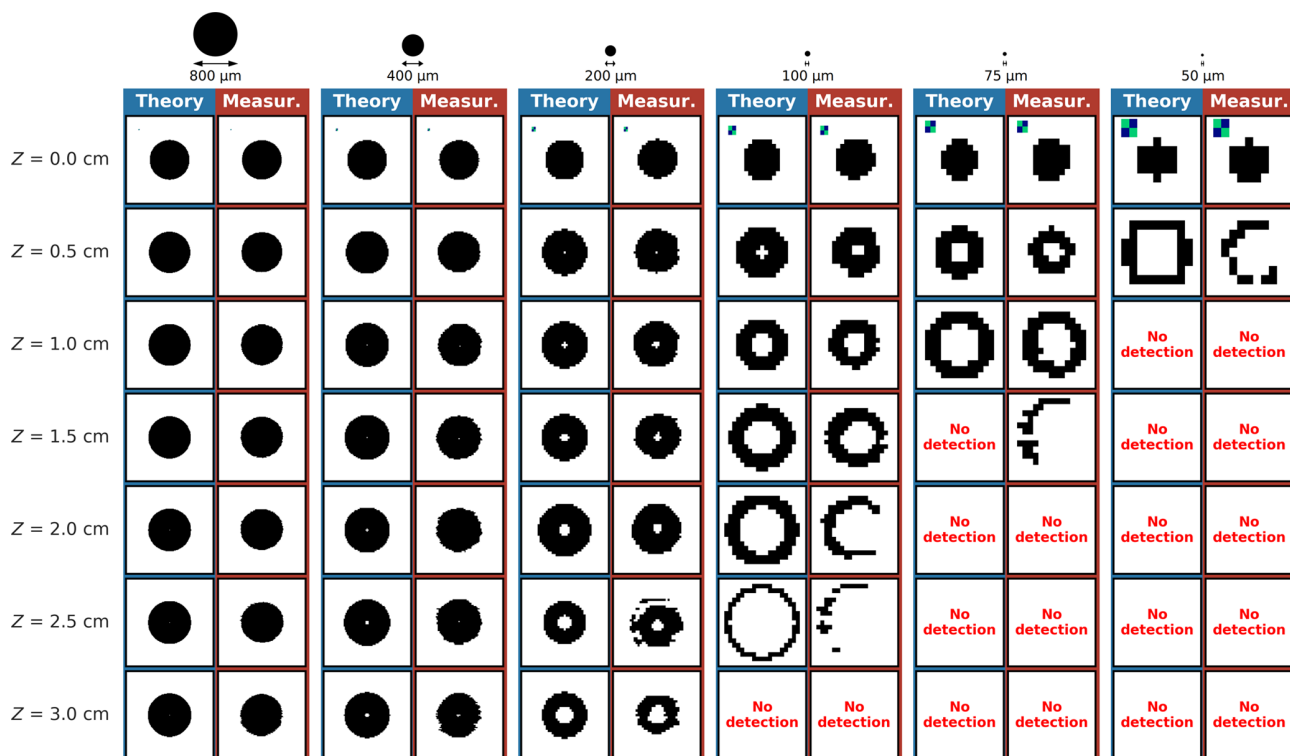 800 μm 400 μm 200 μm 100 μm 75 μm 50 μm
Theory Measur. Theory Measur. Theory Measur. Theory Measur. Theory Measur. Theory Measur.
Z = 0.0 cm
Z = 0.5 cm
Z = 1.0 cm
No No
detection detection
Z = 1.5 cm
No No No
detection detection detection
Z = 2.0 cm
No No No No
detection detection detection detection
Z = 2.5 cm
No No No No
detection detection detection detection
Z = 3.0 cm
No No No No No No
detection detection detection detection detection detection